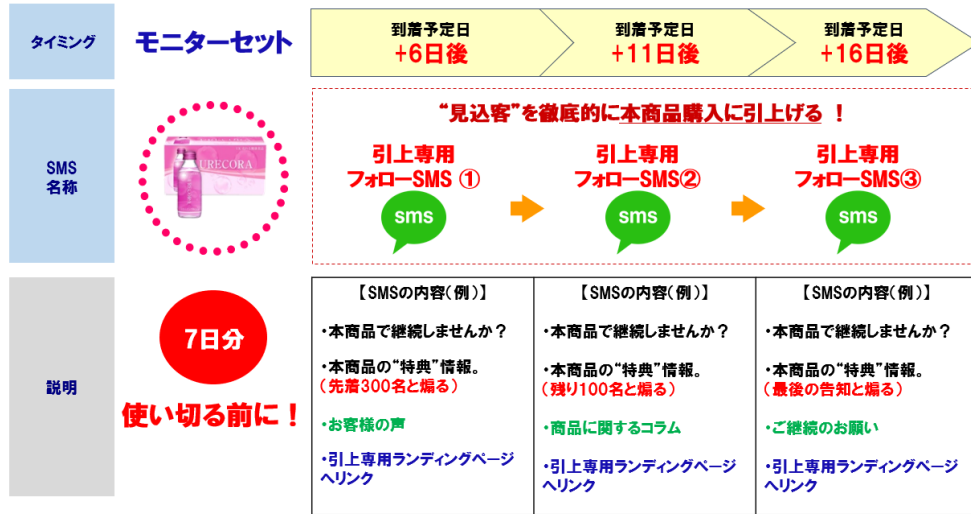 タイミング
モニターセット
到着予定日
+6日後
到着予定日
+11日後
到着予定日
+16日後
SMS
名称
URECORA
“見込客”を徹底的に本商品購入に引上げる ！
引上専用
フォローSMS ①
sms
引上専用
フォローSMS②
sms
引上専用
フォローSMS③
sms
説明
7日分
使い切る前に！
【SMSの内容(例)】
・本商品で継続しませんか？
・本商品の“特典”情報。
(先着300名と煽る)
・お客様の声
・引上専用ランディングページ
へリンク
【SMSの内容(例)】
・本商品で継続しませんか？
・本商品の“特典”情報。
(残り100名と煽る)
・商品に関するコラム
・引上専用ランディングページ
へリンク
【SMSの内容(例)】
・本商品で継続しませんか？
・本商品の“特典”情報。
(最後の告知と煽る)
・ご継続のお願い
・引上専用ランディングページ
へリンク